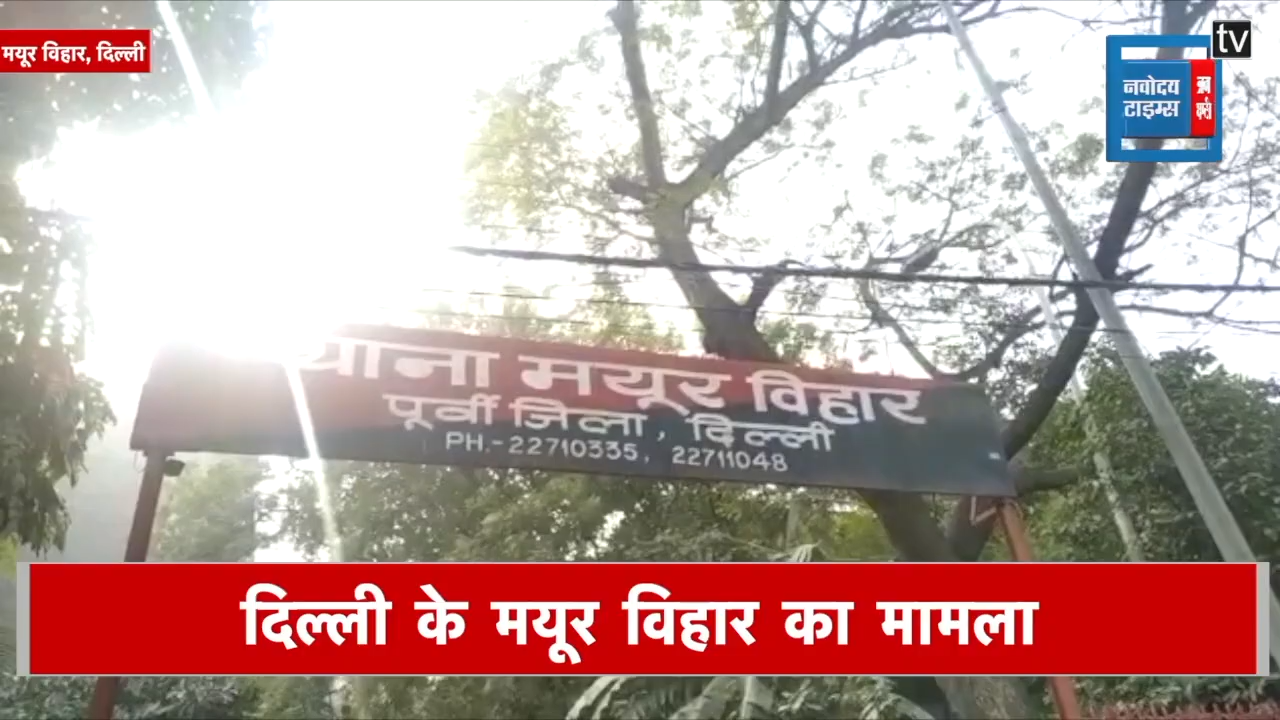 मयूर विहार, दिल्ली
tv
नवोदय
टाइम्स
थाना मयूर विहार
पूर्वी जिला, दिल्ली
PH.-22710335, 22711048
दिल्ली के मयूर विहार का मामला